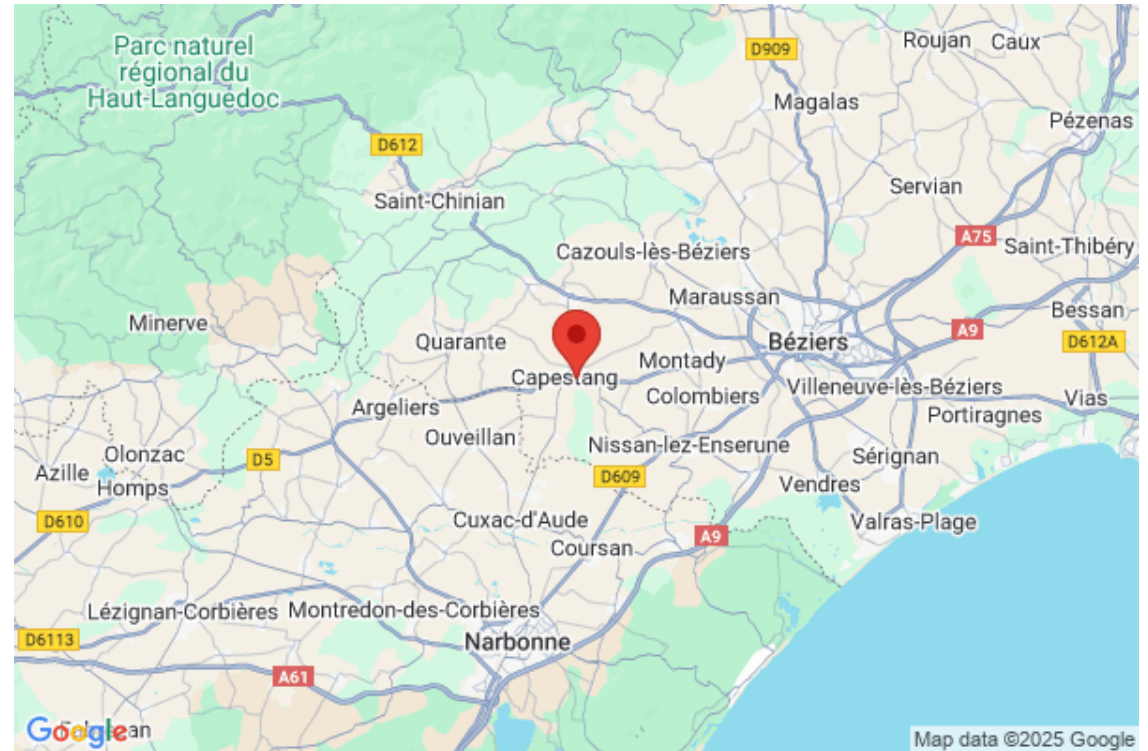 Parc naturel
régional du
Haut-Languedoc
D909
Roujan
Caux
Magalas
Pézenas
D612
Saint-Chinian
Servian
A75
Saint-Thibéry
Cazouls-lès-Béziers
Maraussan
Bessan
Minerve
Quarante
Béziers
A9
D612A
Capestang
Montady
Colombiers
Villeneuve-lès-Béziers
Vias
Argeliers
Portiragnes
Ouveillan
Nissan-lez-Enserune
Sérignan
Olonzac
D5
Azille
Homps
D609
Vendres
D610
Cuxac-d'Aude
Valras-Plage
A9
Coursan
Lézignan-Corbières
Montredon-des-Corbières
D6113
Narbonne
A61
Google
Map data ©2025 Google